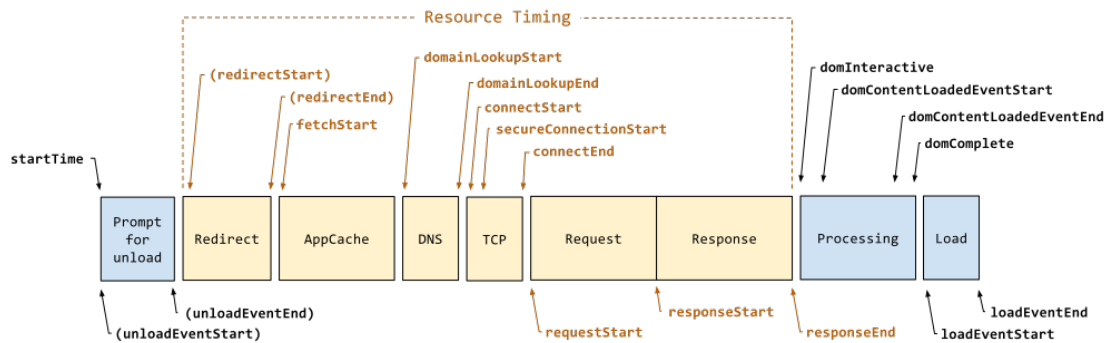 Resource Timing
domainLookupStart
(redirectStart)
domainLookupEnd
domInteractive
(redirectEnd)
connectStart
domContentLoadedEventStart
fetchStart
secureConnectionStart
domContentLoadedEventEnd
connectEnd
domComplete
startTime
Prompt
for
unload
Redirect
AppCache
DNS
TCP
Request
Response
Processing
Load
(unloadEventEnd)
responseStart
loadEventEnd
(unloadEventStart)
requestStart
responseEnd
loadEventStart